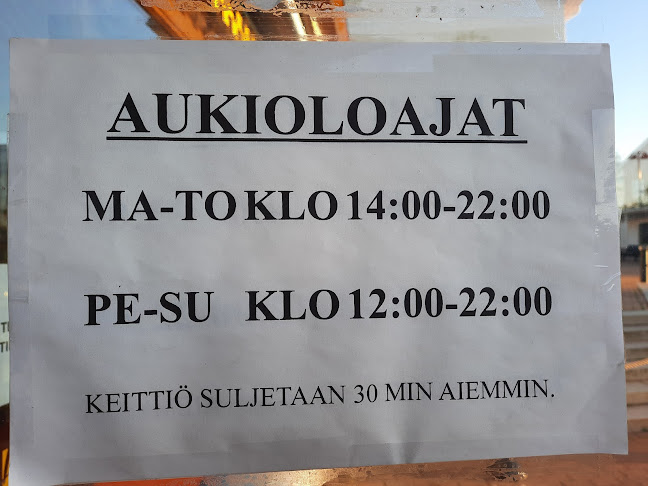 AUKIOLOAJAT
MA-TO KLO 14:00-22:00
PE-SU KLO 12:00-22:00
KEITTIÖ SULJETAAN 30 MIN AIEMMIN.